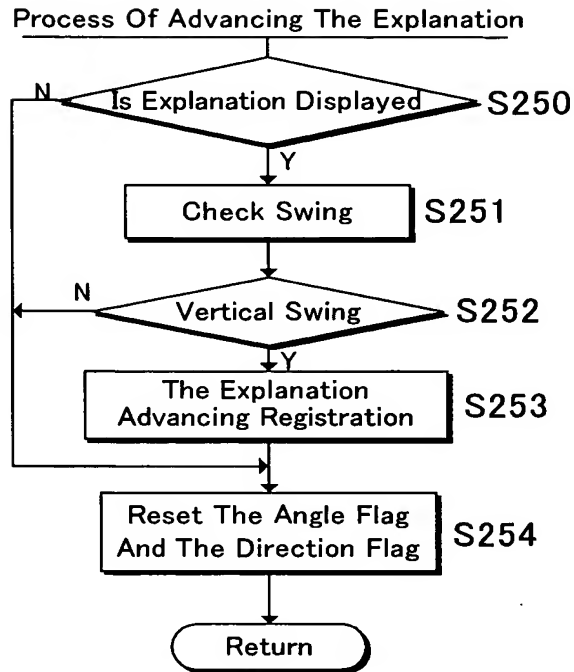 Process Of Advancing The Explanation
N
Is Explanation Displayed
S250
Y
Check Swing
S251
N
Vertical Swing
S252
Y
The Explanation
Advancing Registration
S253
Reset The Angle Flag
And The Direction Flag
S254
Return